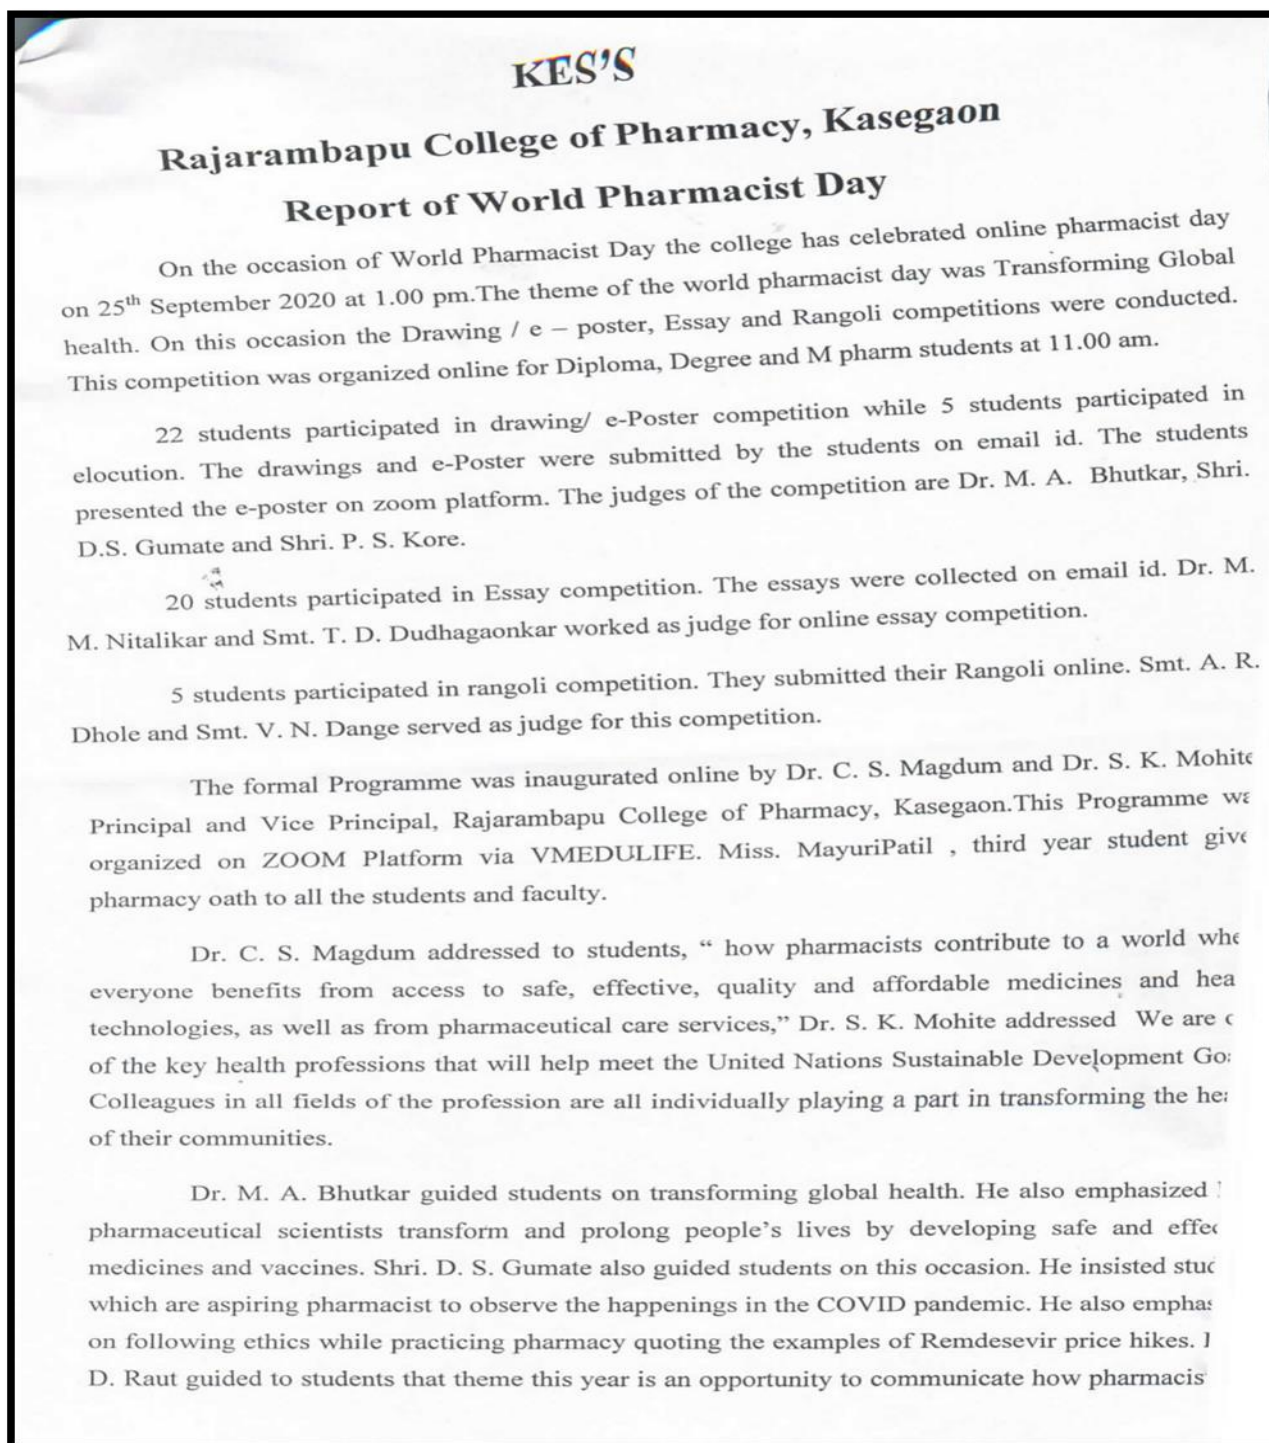 KES'S
Rajarambapu College of Pharmacy, Kasegaon
Report of World Pharmacist Day
On the occasion of World Pharmacist Day the college has celebrated online pharmacist day
on 25th September 2020 at 1.00 pm.The theme of the world pharmacist day was Transforming Global
health. On this occasion the Drawing / e – poster, Essay and Rangoli competitions were conducted.
This competition was organized online for Diploma, Degree and M pharm students at 11.00 am.
22 students participated in drawing/ e-Poster competition while 5 students participated in
elocution. The drawings and e-Poster were submitted by the students on email id. The students
presented the e-poster on zoom platform. The judges of the competition are Dr. M. A. Bhutkar, Shri.
D.S. Gumate and Shri. P. S. Kore.
20 students participated in Essay competition. The essays were collected on email id. Dr. M.
M. Nitalikar and Smt. T. D. Dudhagaonkar worked as judge for online essay competition.
5 students participated in rangoli competition. They submitted their Rangoli online. Smt. A. R.
Dhole and Smt. V. N. Dange served as judge for this competition.
The formal Programme was inaugurated online by Dr. C. S. Magdum and Dr. S. K. Mohite
Principal and Vice Principal, Rajarambapu College of Pharmacy, Kasegaon.This Programme
organized on ZOOM Platform via VMEDULIFE. Miss. MayuriPatil , third year student
pharmacy oath to all the students and faculty.
Dr. C. S. Magdum addressed to students, “ how pharmacists contribute to a world
everyone benefits from access to safe, effective, quality and affordable medicines and
technologies, as well as from pharmaceutical care services,” Dr. S. K. Mohite addressed We are
of the key health professions that will help meet the United Nations Sustainable Development
Colleagues in all fields of the profession are all individually playing a part in transforming the
of their communities.
Dr. M. A. Bhutkar guided students on transforming global health. He also emphasized
pharmaceutical scientists transform and prolong people’s lives by developing safe and
medicines and vaccines. Shri. D. S. Gumate also guided students on this occasion. He insisted
which are aspiring pharmacist to observe the happenings in the COVID pandemic. He also
on following ethics while practicing pharmacy quoting the examples of Remdesevir price hikes.
D. Raut guided to students that theme this year is an opportunity to communicate how